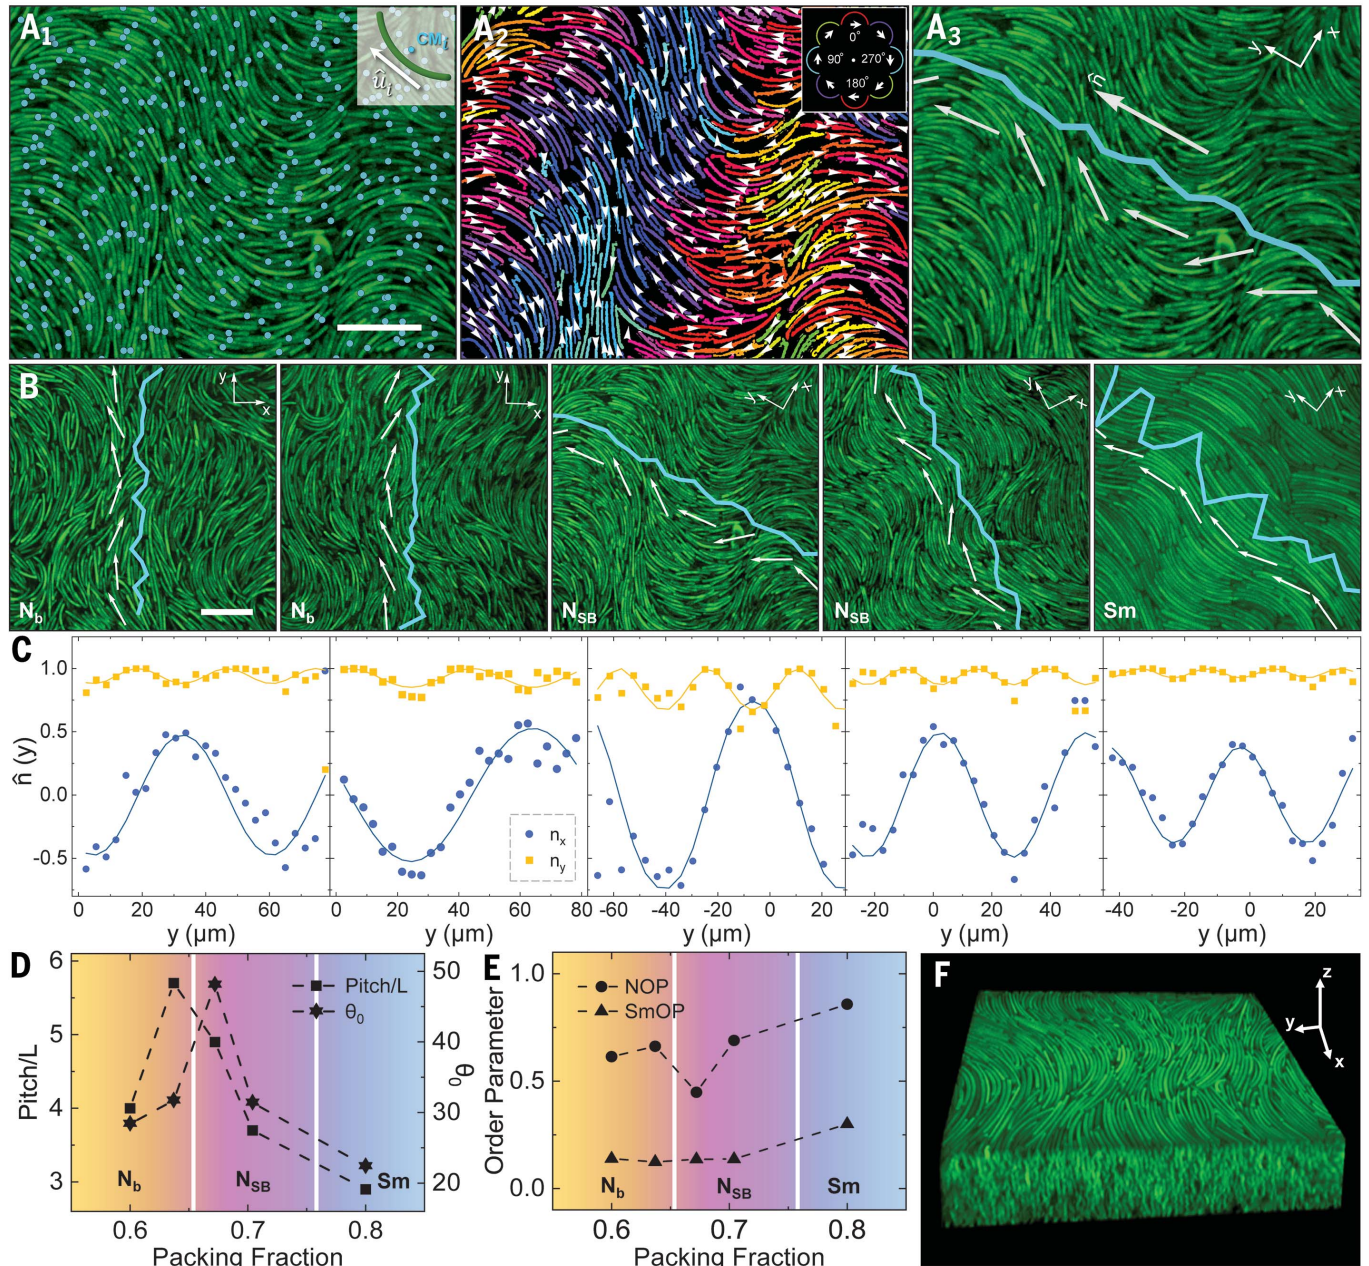 A1
CMi
ûi
A2
0°
90° 270°
180°
A3
y x
n̂
B
y
x
Nb
y
x
Nb
y x
NSB
y x
NSB
y x
Sm
C
n̂ (y)
1.0
0.5
0.0
-0.5
nx
ny
0 20 40 60
0 20 40 60 80
-60 -40 -20 0 20
-20 0 20 40
-40 -20 0 20
y (μm) y (μm) y (μm) y (μm) y (μm)
D
Pitch/L
6
5
4
3
Pitch/L
θ0
50
40
30
20
θ0
Nb NSB Sm
0.6 0.7 0.8
Packing Fraction
E
Order Parameter
1.0
0.5
0.0
NOP
SmOP
Nb NSB Sm
0.6 0.7 0.8
Packing Fraction
F
z
y
x